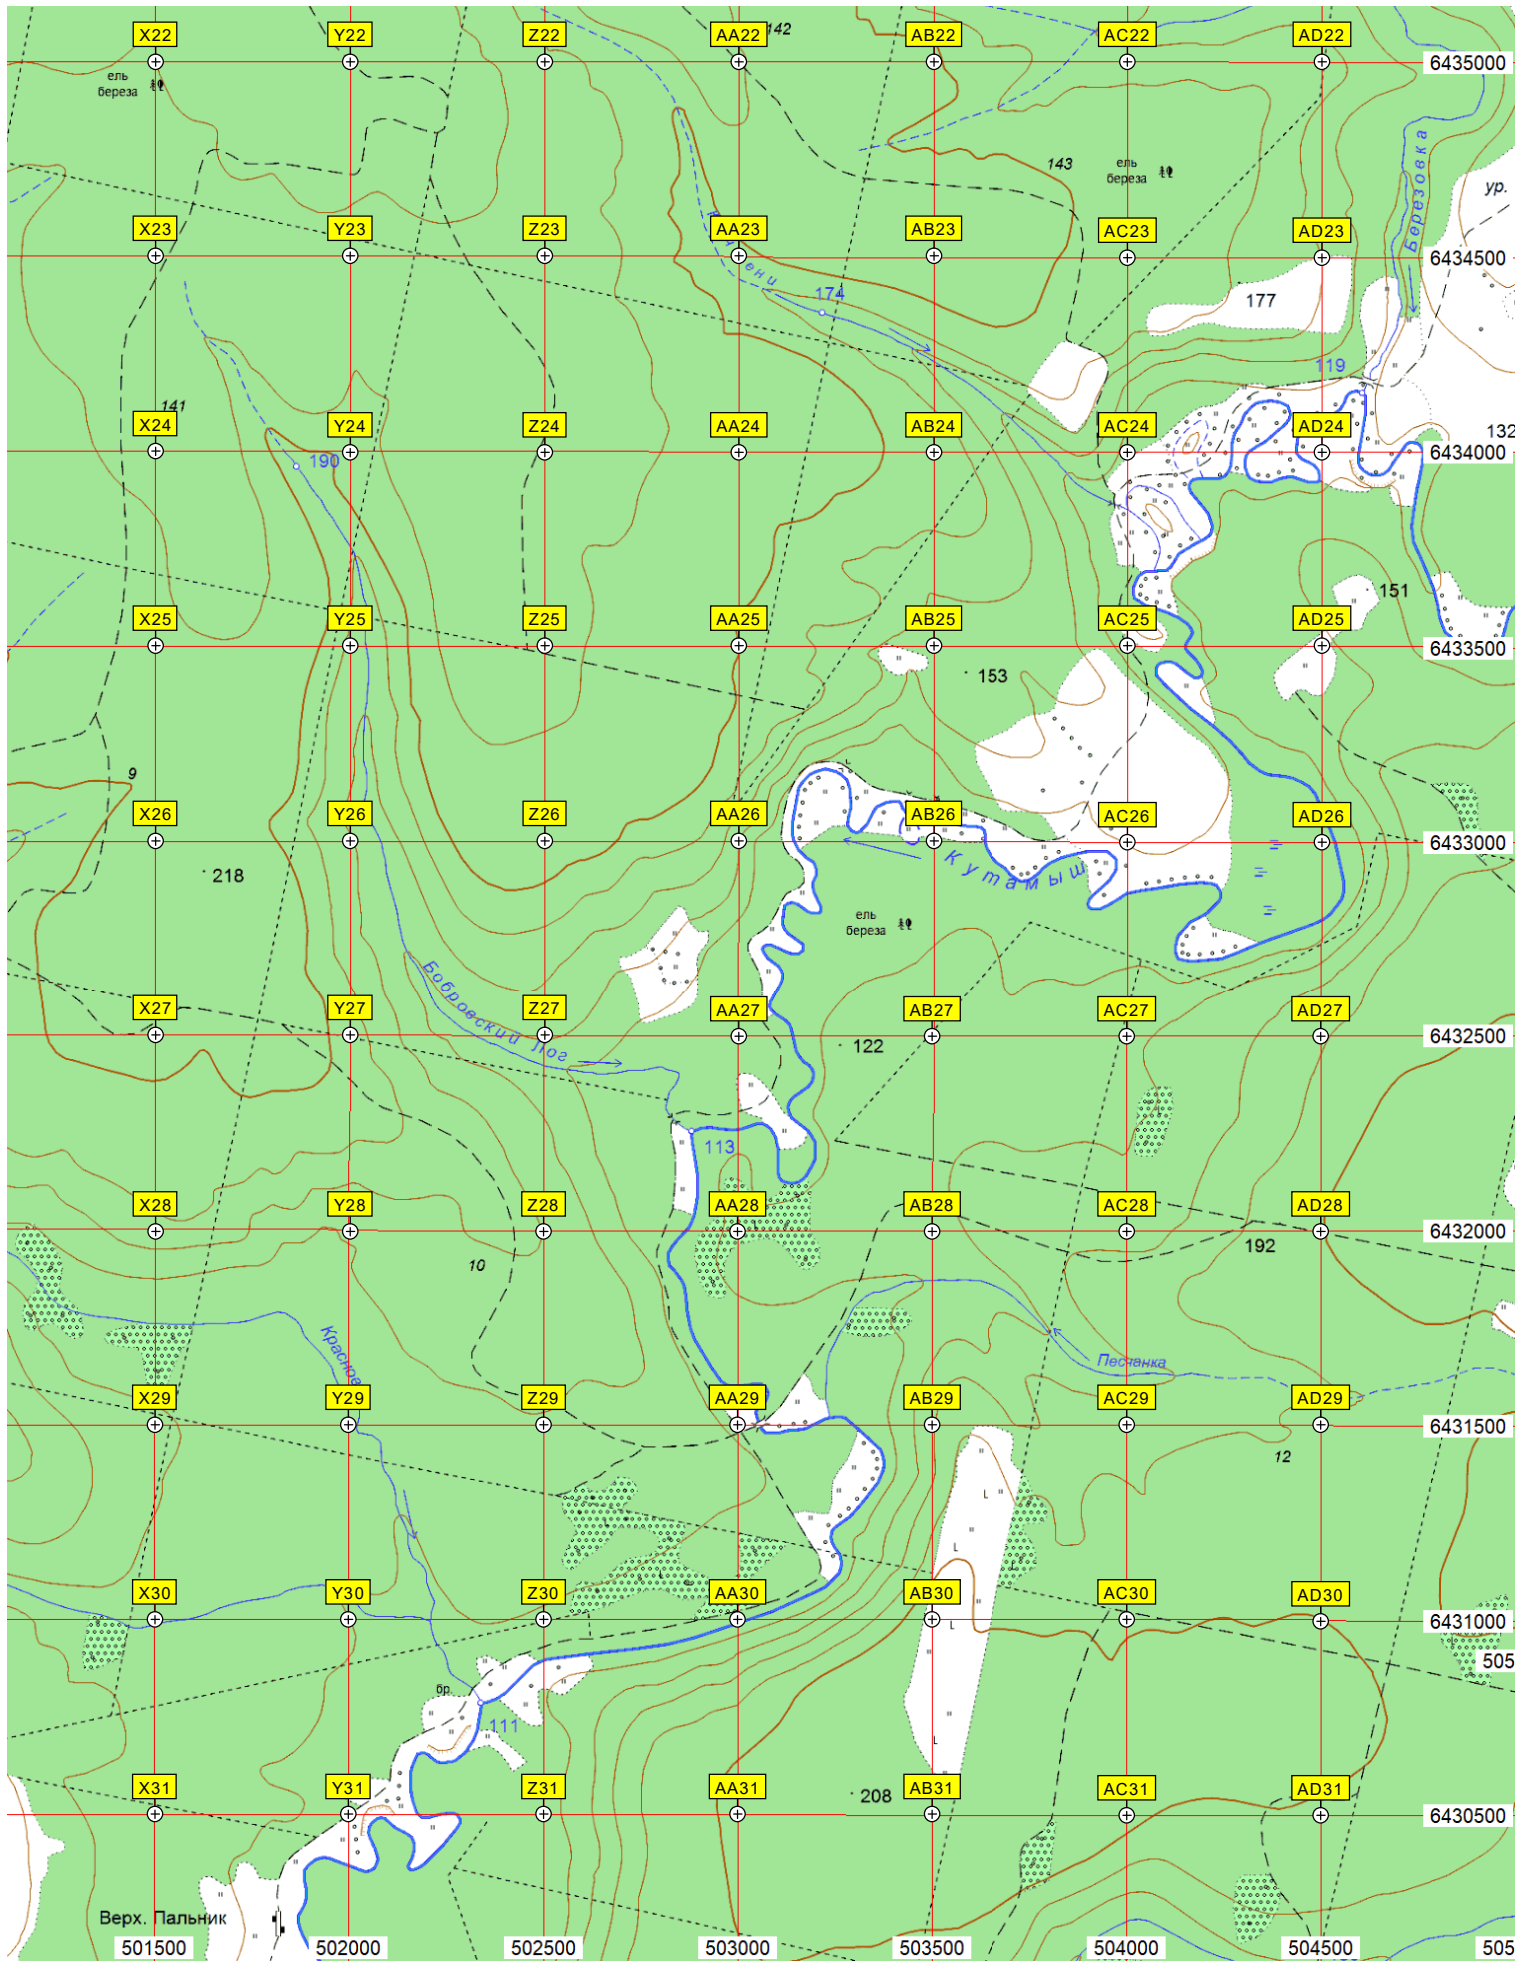 142
X22 Y22 Z22 AA22 AB22 AC22 AD22
6435000
ель
береза
143
ель
береза
Березовка
ур.
X23 Y23 Z23 AA23 AB23 AC23 AD23
6434500
ени
174
177
119
141
X24 Y24 Z24 AA24 AB24 AC24 AD24
132
6434000
190
151
X25 Y25 Z25 AA25 AB25 AC25 AD25
6433500
153
9
X26 Y26 Z26 AA26 AB26 AC26 AD26
6433000
Кутамыш
218
ель
береза
Бобровский Лог
X27 Y27 Z27 AA27 AB27 AC27 AD27
6432500
122
113
X28 Y28 Z28 AA28 AB28 AC28 AD28
6432000
192
10
Красное
Песчанка
X29 Y29 Z29 AA29 AB29 AC29 AD29
6431500
12
X30 Y30 Z30 AA30 AB30 AC30 AD30
6431000
505
бр.
111
X31 Y31 Z31 AA31 AB31 AC31 AD31
208
6430500
Верх. Пальник
501500 502000 502500 503000 503500 504000 504500 505